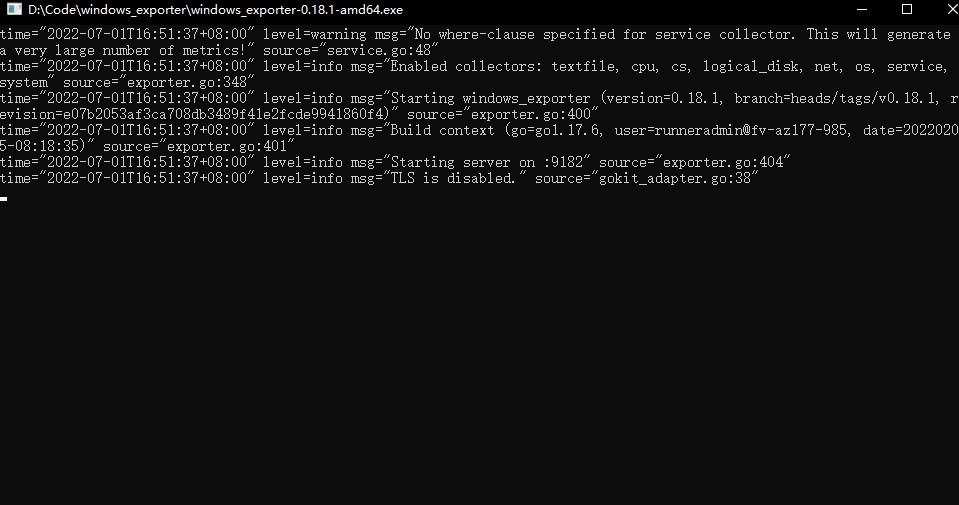 D:\Code\windows_exporter\windows_exporter-0.18.1-amd64.exe
time="2022-07-01T16:51:37+08:00" level=warning msg="No where-clause specified for service collector. This will generate
a very large number of metrics!" source="service.go:48"
time="2022-07-01T16:51:37+08:00" level=info msg="Enabled collectors: textfile, cpu, cs, logical_disk, net, os, service,
system" source="exporter.go:348"
time="2022-07-01T16:51:37+08:00" level=info msg="Starting windows_exporter (version=0.18.1, branch=heads/tags/v0.18.1, r
evision=e07b2053af3ca708db3489f41e2fcde9941860f4)" source="exporter.go:400"
time="2022-07-01T16:51:37+08:00" level=info msg="Build context (go=go1.17.6, user=runneradmin@fv-az177-985, date=2022020
5-08:18:35)" source="exporter.go:401"
time="2022-07-01T16:51:37+08:00" level=info msg="Starting server on :9182" source="exporter.go:404"
time="2022-07-01T16:51:37+08:00" level=info msg="TLS is disabled." source="gokit_adapter.go:38"